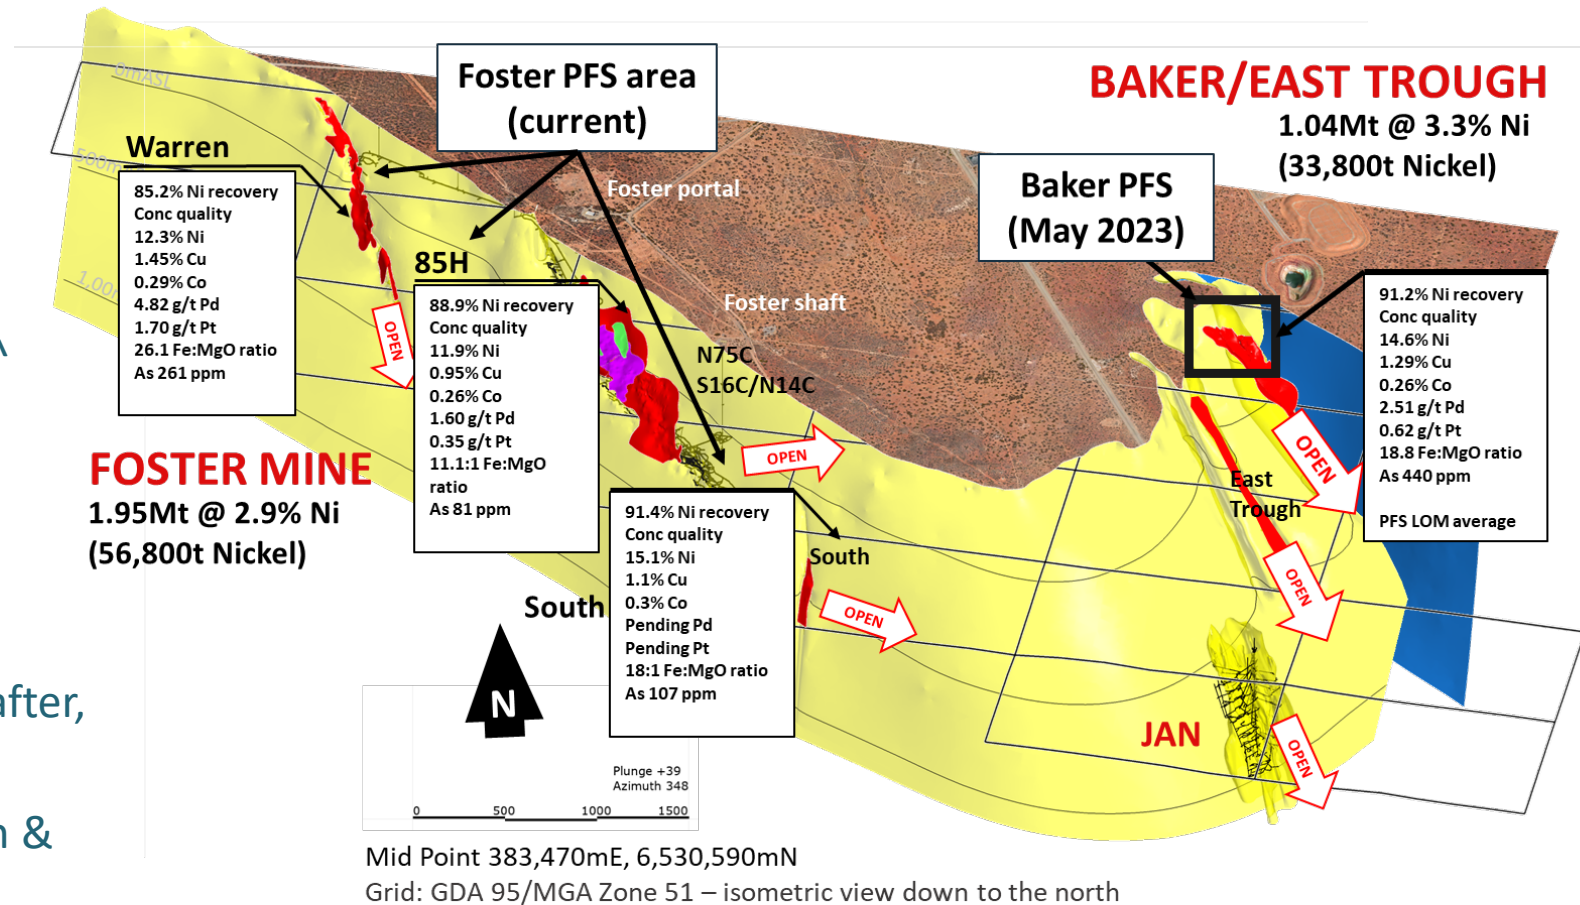 Foster PFS area
(current)
BAKER/EAST TROUGH
1.04Mt @ 3.3% Ni
(33,800t Nickel)
0mASL
Warren
500m
85.2% Ni recovery
Conc quality
12.3% Ni
1.45% Cu
0.29% Co
4.82 g/t Pd
1.70 g/t Pt
26.1 Fe:MgO ratio
As 261 ppm
Foster portal
Baker PFS
(May 2023)
85H
1,00
88.9% Ni recovery
Conc quality
11.9% Ni
0.95% Cu
0.26% Co
1.60 g/t Pd
0.35 g/t Pt
11.1:1 Fe:MgO
ratio
As 81 ppm
Foster shaft
N75C
S16C/N14C
91.2% Ni recovery
Conc quality
14.6% Ni
1.29% Cu
0.26% Co
2.51 g/t Pd
0.62 g/t Pt
18.8 Fe:MgO ratio
As 440 ppm
PFS LOM average
OPEN
OPEN
OPEN
FOSTER MINE
1.95Mt @ 2.9% Ni
(56,800t Nickel)
East
Trough
91.4% Ni recovery
Conc quality
15.1% Ni
1.1% Cu
0.3% Co
Pending Pd
Pending Pt
18:1 Fe:MgO ratio
As 107 ppm
South
South
OPEN
OPEN
after,
N
JAN
OPEN
Plunge +39
Azimuth 348
0 500 1000 1500
&
Mid Point 383,470mE, 6,530,590mN
Grid: GDA 95/MGA Zone 51 – isometric view down to the north